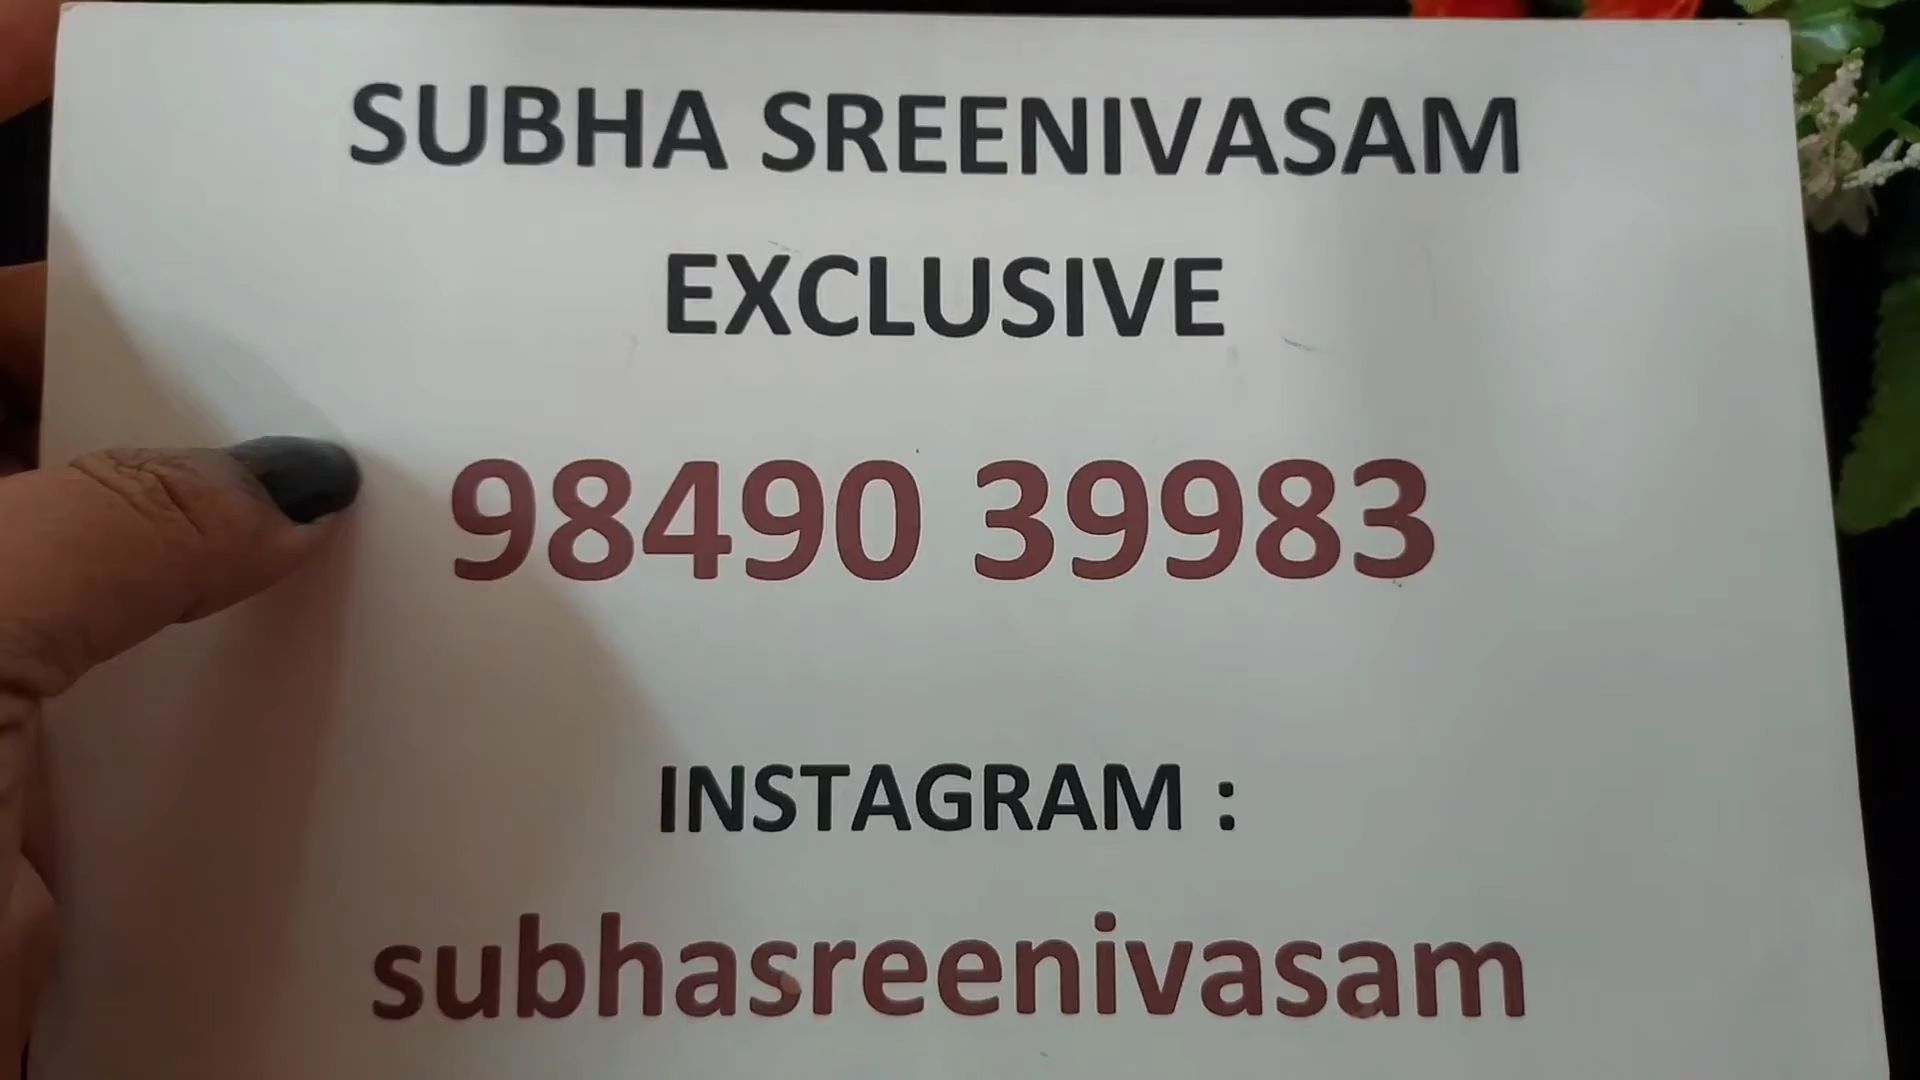 SUBHA SREENIVASAM
EXCLUSIVE
98490 39983
INSTAGRAM :
subhasreenivasam